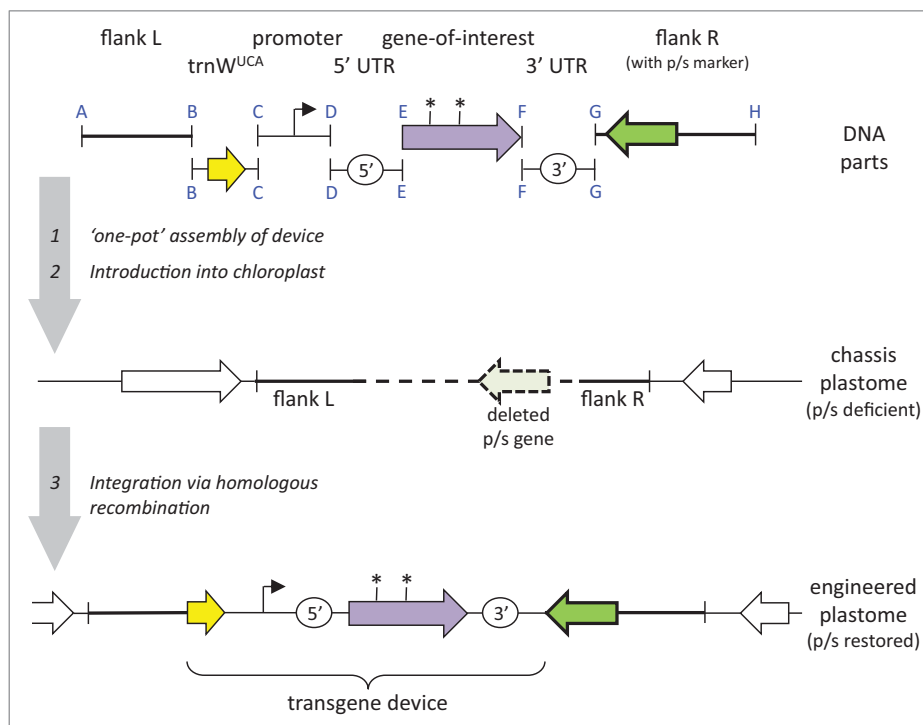 flank L promoter gene-of-interest flank R
trnWᵁᶜᴬ 5’ UTR 3’ UTR (with p/s marker)
A B C D E * * F G H
DNA
parts
5’ 3’
B C D E F G
1 ‘one-pot’ assembly of device
2 Introduction into chloroplast
chassis
plastome
(p/s deficient)
flank L deleted flank R
p/s gene
3 Integration via homologous
recombination
* *
5’ 3’
engineered
plastome
(p/s restored)
transgene device